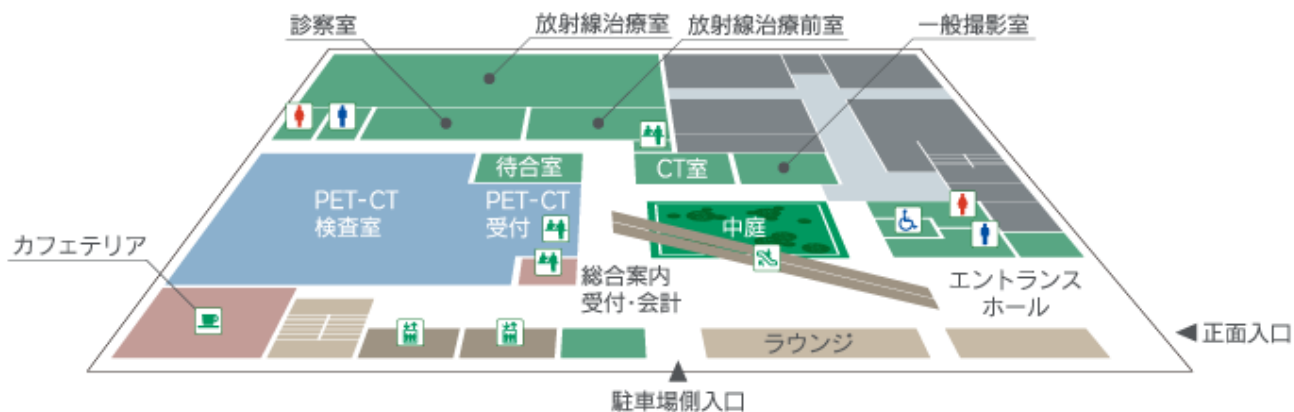 診察室
放射線治療室
放射線治療前室
一般撮影室
待合室
CT室
PET-CT
検査室
PET-CT
受付
中庭
カフェテリア
総合案内
受付・会計
エントランス
ホール
ラウンジ
正面入口
駐車場側入口